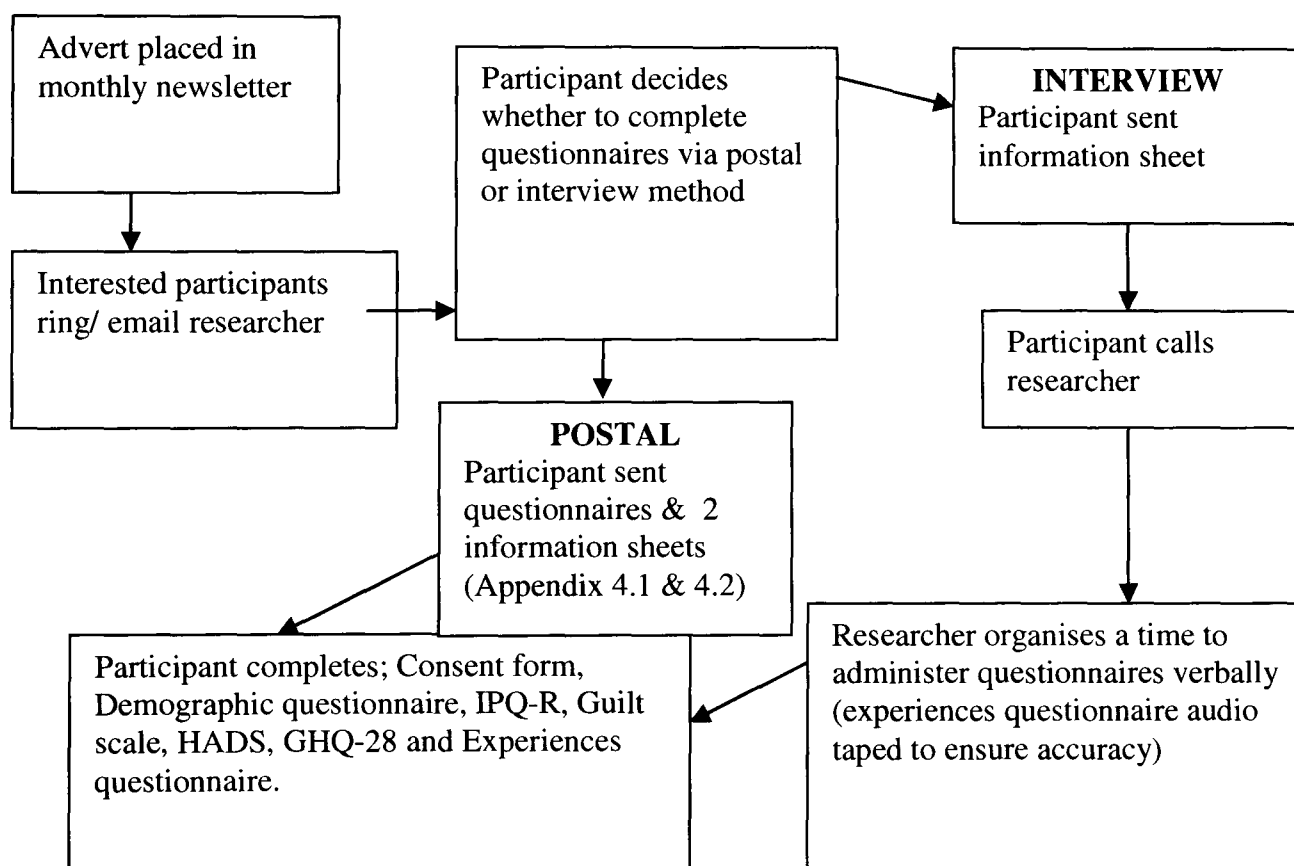 Advert placed in
monthly newsletter
Interested participants
ring/ email researcher
Participant decides
whether to complete
questionnaires via postal
or interview method
INTERVIEW
Participant sent
information sheet
Participant calls
researcher
POSTAL
Participant sent
questionnaires & 2
information sheets
(Appendix 4.1 & 4.2)
Researcher organises a time to
administer questionnaires verbally
(experiences questionnaire audio
taped to ensure accuracy)
Participant completes; Consent form,
Demographic questionnaire, IPQ-R, Guilt
scale, HADS, GHQ-28 and Experiences
questionnaire.